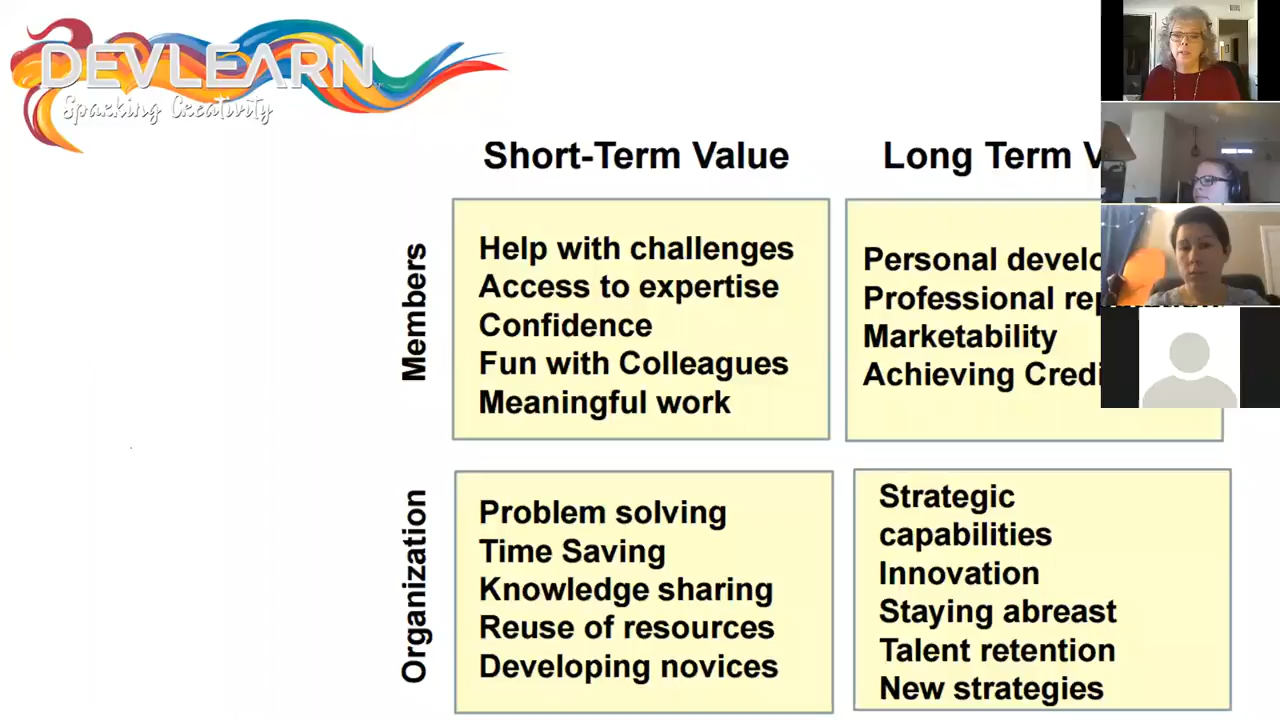 DEVLEARN
Sparking Creativity
Short-Term Value
Long Term
Members
Help with challenges
Access to expertise
Confidence
Fun with Colleagues
Meaningful work
Personal
Professional
Marketability
Achieving
Organization
Problem solving
Time Saving
Knowledge sharing
Reuse of resources
Developing novices
Strategic
capabilities
Innovation
Staying abreast
Talent retention
New strategies